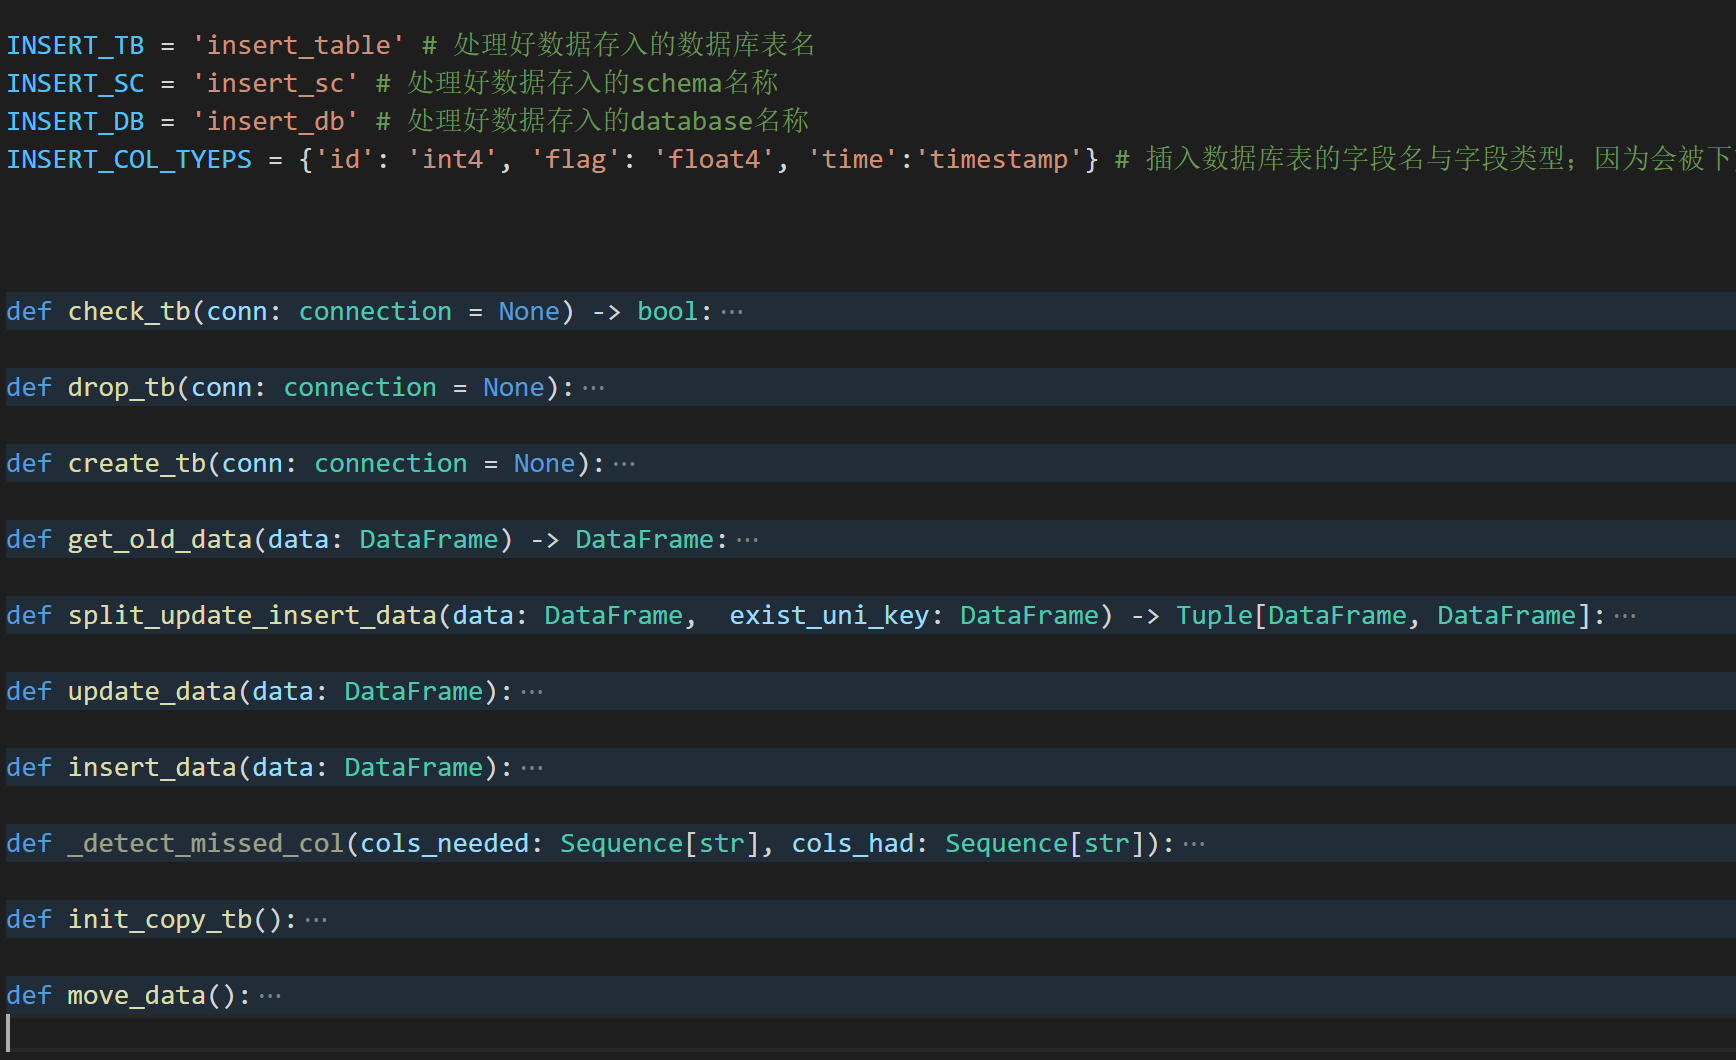 INSERT_TB = 'insert_table' # 处理好数据存入的数据库表名
INSERT_SC = 'insert_sc' # 处理好数据存入的schema名称
INSERT_DB = 'insert_db' # 处理好数据存入的database名称
INSERT_COL_TYEPS = {'id': 'int4', 'flag': 'float4', 'time':'timestamp'} # 插入数据库表的字段名与字段类型；因为会被下
def check_tb(conn: connection = None) -> bool:···
def drop_tb(conn: connection = None):···
def create_tb(conn: connection = None):···
def get_old_data(data: DataFrame) -> DataFrame:···
def split_update_insert_data(data: DataFrame,  exist_uni_key: DataFrame) -> Tuple[DataFrame, DataFrame]:···
def update_data(data: DataFrame):···
def insert_data(data: DataFrame):···
def _detect_missed_col(cols_needed: Sequence[str], cols_had: Sequence[str]):···
def init_copy_tb():···
def move_data():···